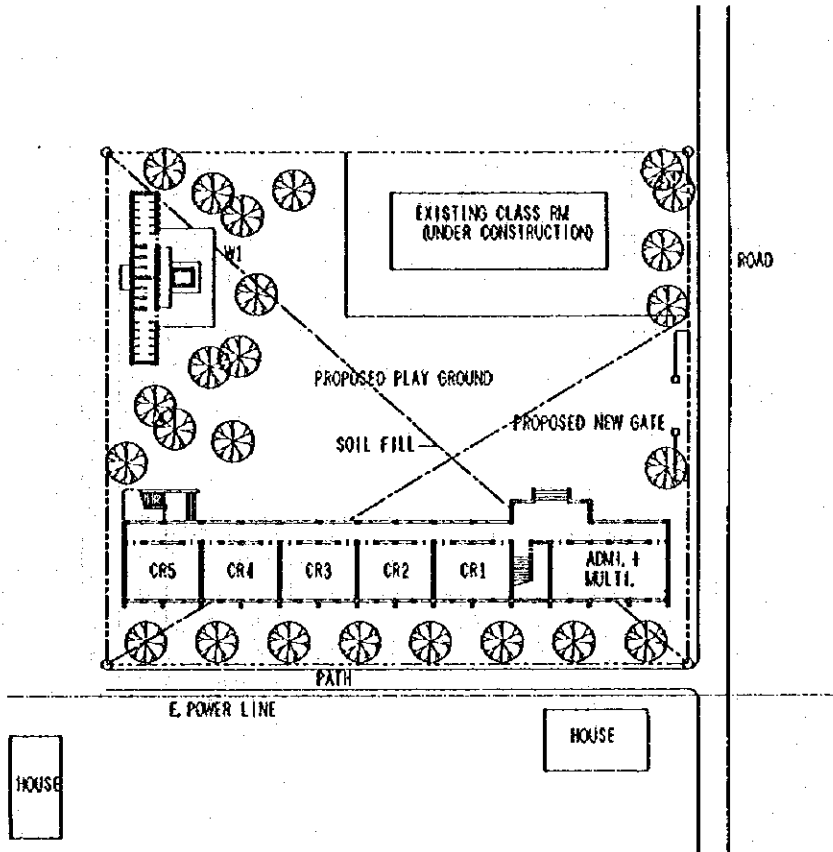 EXISTING CLASS RM
(UNDER CONSTRUCTION)
W1
ROAD
PROPOSED PLAY GROUND
PROPOSED NEW GATE
SOIL FILL
CR5
CR4
CR3
CR2
CR1
ADMI. +
MULTI.
PATH
E. POWER LINE
HOUSE
HOUSE